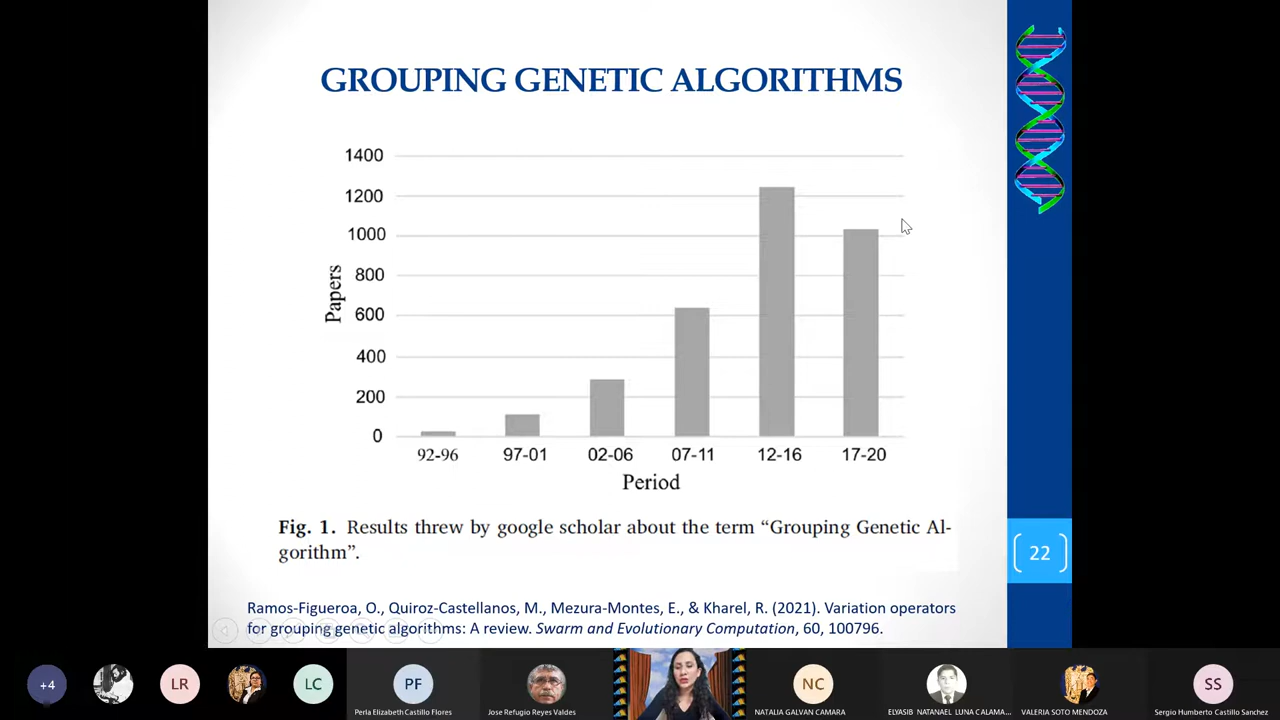 GROUPING GENETIC ALGORITHMS
1400
1200
1000
800
600
400
200
0
Papers
92-96 97-01 02-06 07-11 12-16 17-20
Period
Fig. 1. Results threw by google scholar about the term “Grouping Genetic Al-
gorithm”.
22
Ramos-Figueroa, O., Quiroz-Castellanos, M., Mezura-Montes, E., & Kharel, R. (2021). Variation operators
for grouping genetic algorithms: A review. Swarm and Evolutionary Computation, 60, 100796.
+4 LR LC PF NC SS
Perla Elizabeth Castillo Flores Jose Refugio Reyes Valdes NATALIA GALVAN CAMARA ELYASIB NATANAEL LUNA CALAMA... VALERIA SOTO MENDOZA Sergio Humberto Castillo Sanchez